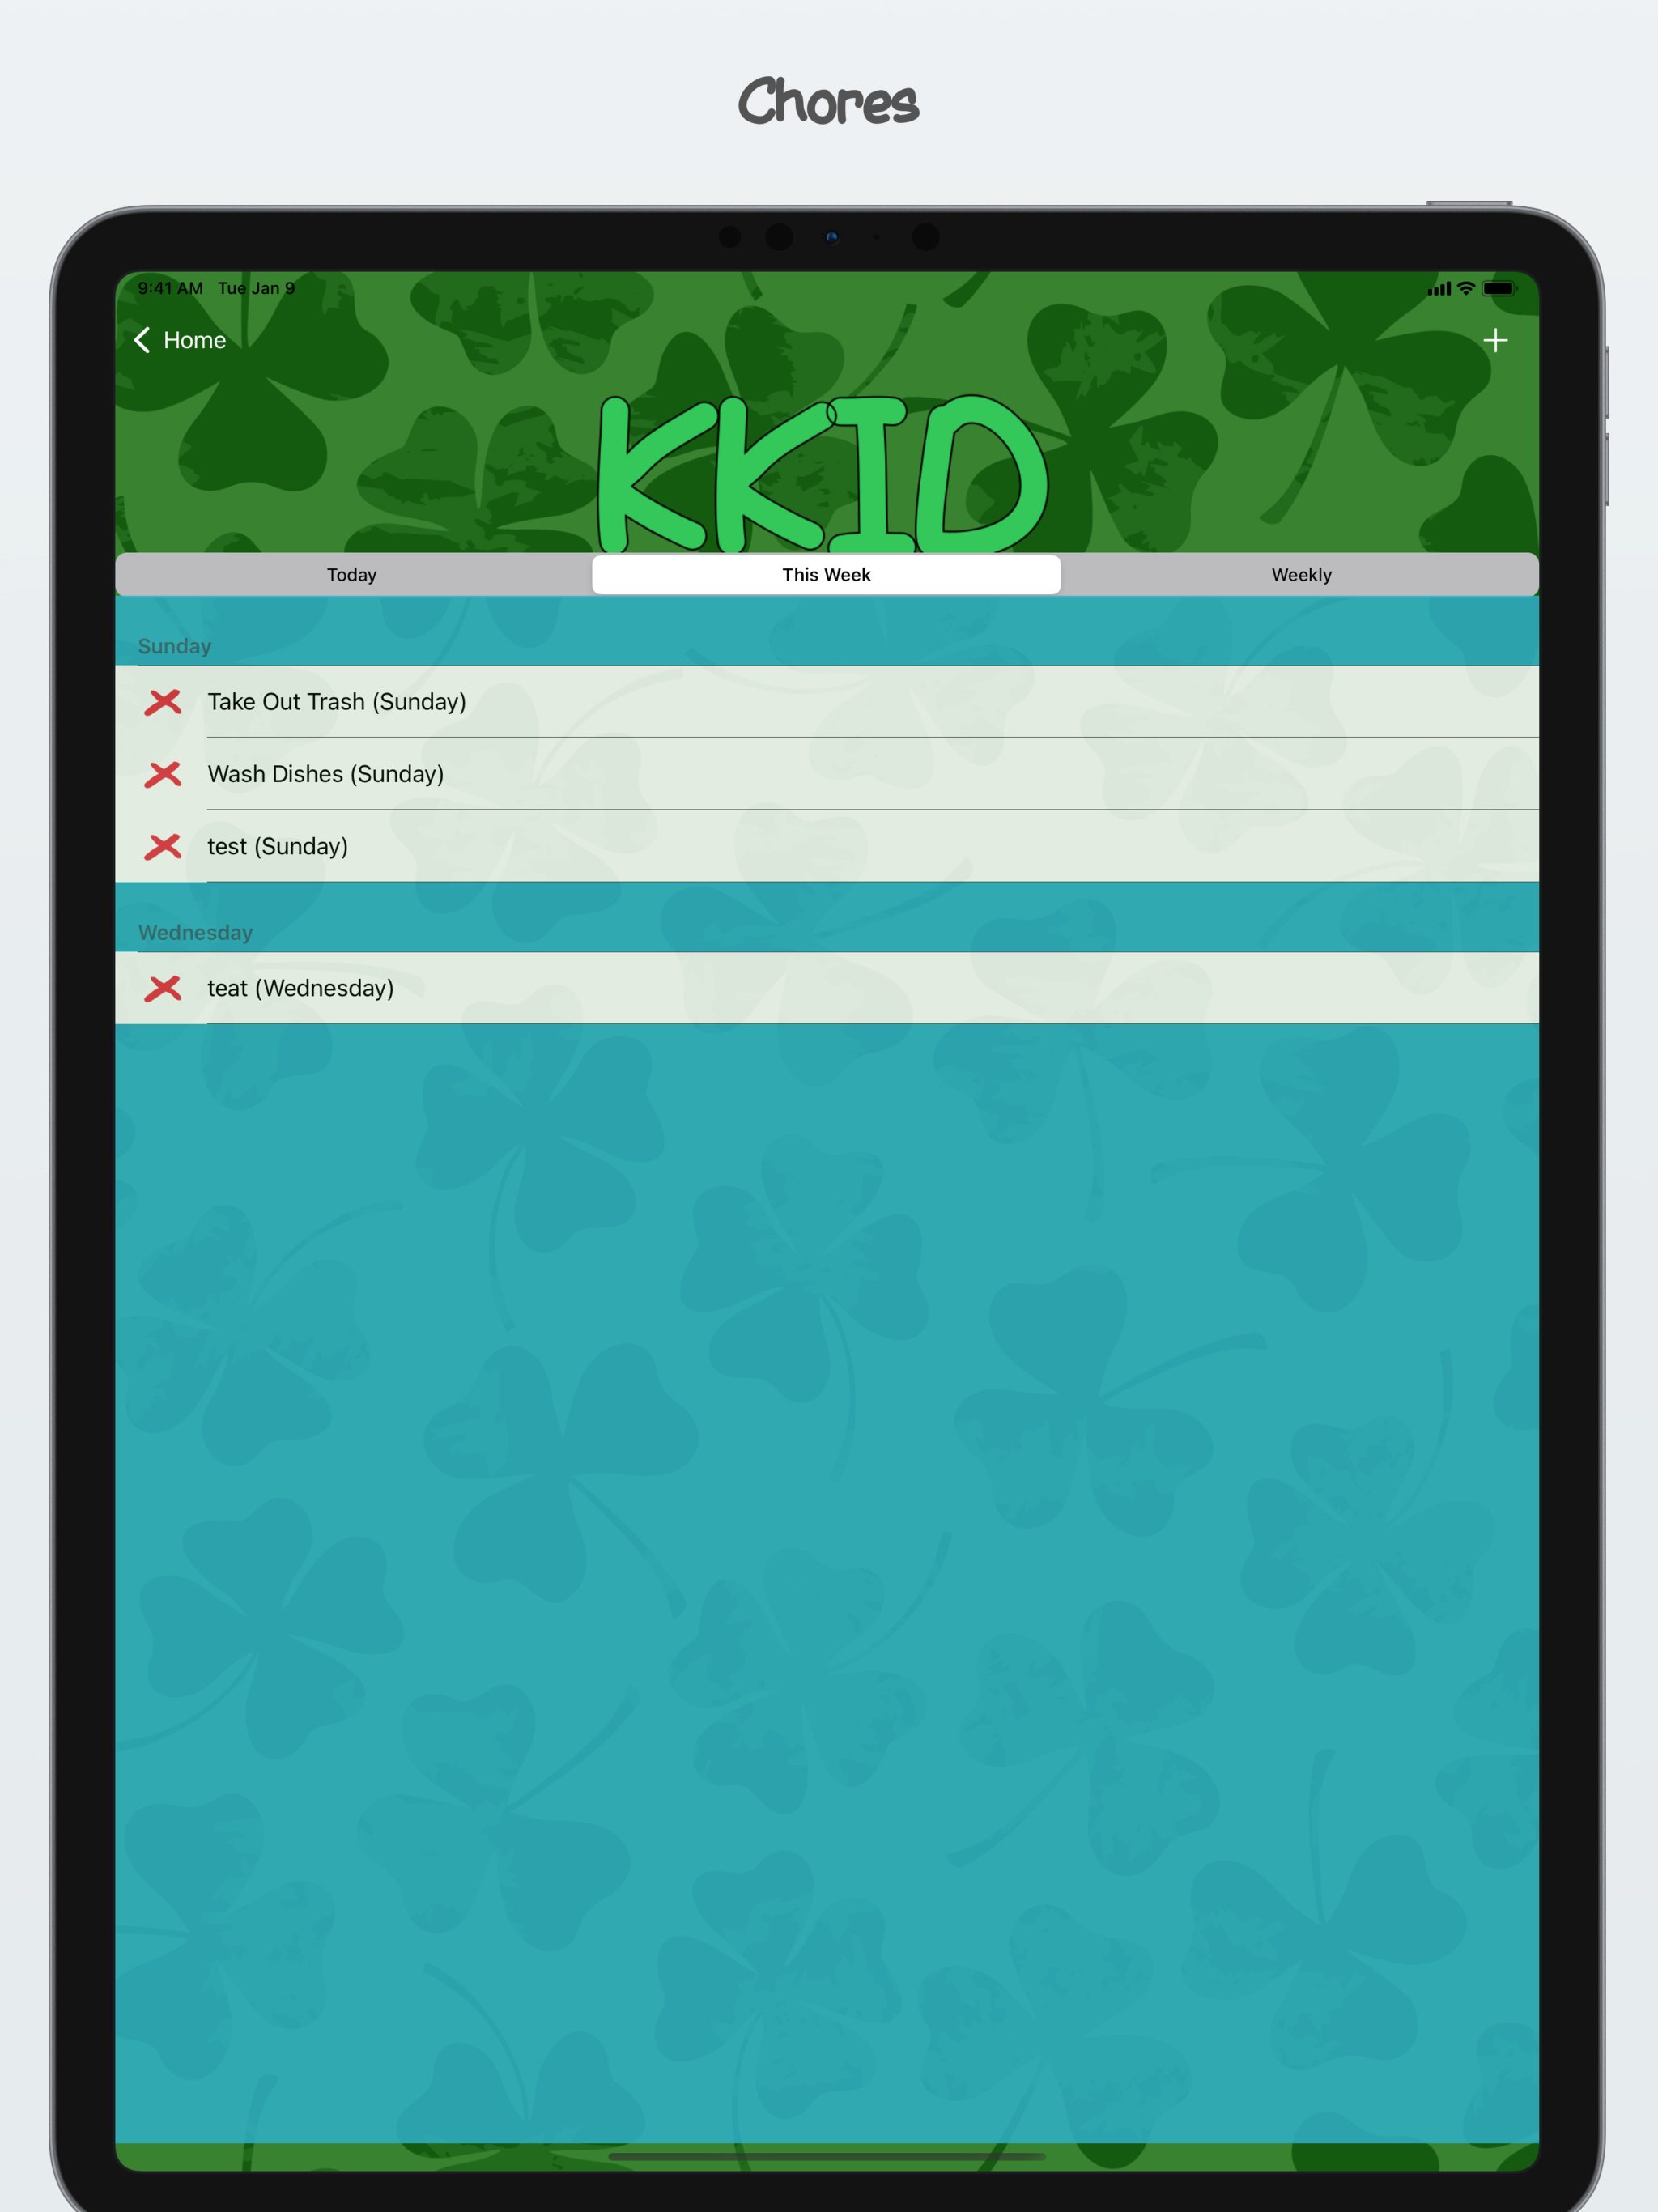 Chores
9:41 AM Tue Jan 9
Home
KKID
Today This Week Weekly
Sunday
Take Out Trash (Sunday)
Wash Dishes (Sunday)
test (Sunday)
Wednesday
teat (Wednesday)